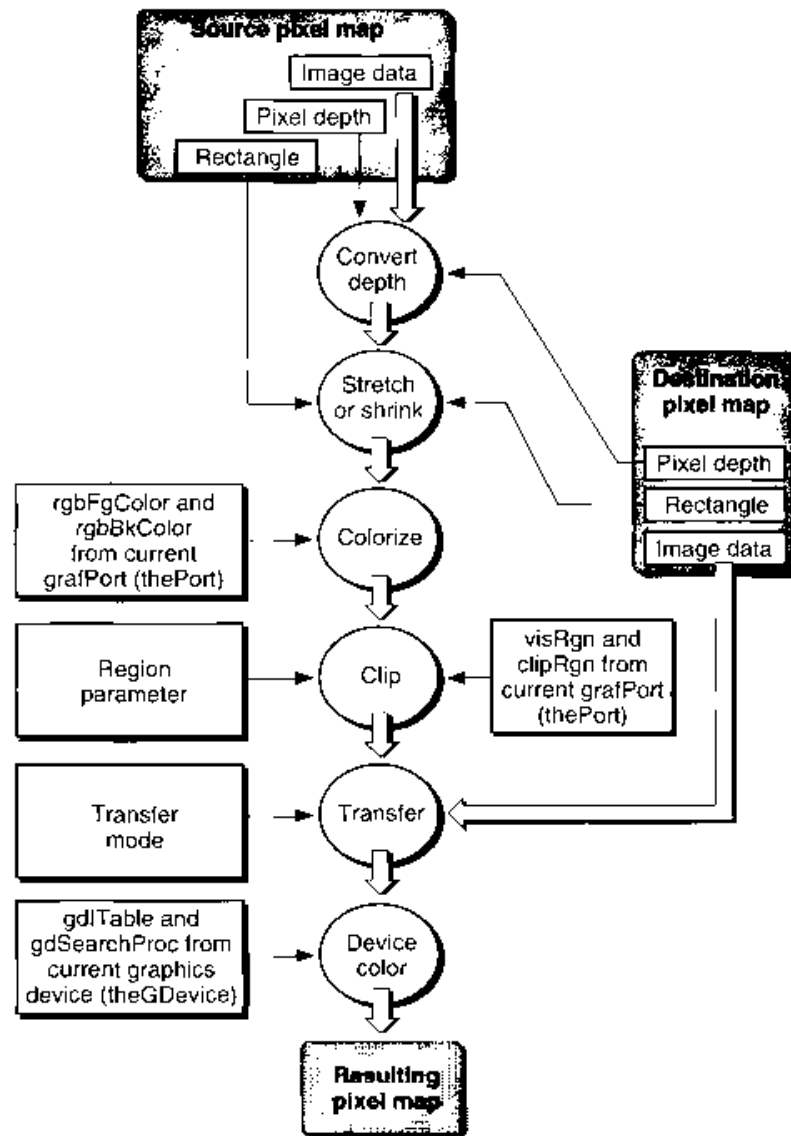 Source pixel map
Image data
Pixel depth
Rectangle
Convert
depth
Stretch
or shrink
Destination
pixel map
Pixel depth
Rectangle
Image data
rgbFgColor and
rgbBkColor
from current
grafPort (thePort)
Colorize
Region
parameter
Clip
visRgn and
clipRgn from
current grafPort
(thePort)
Transfer
mode
Transfer
gdITable and
gdSearchProc from
current graphics
device (theGDevice)
Device
color
Resulting
pixel map